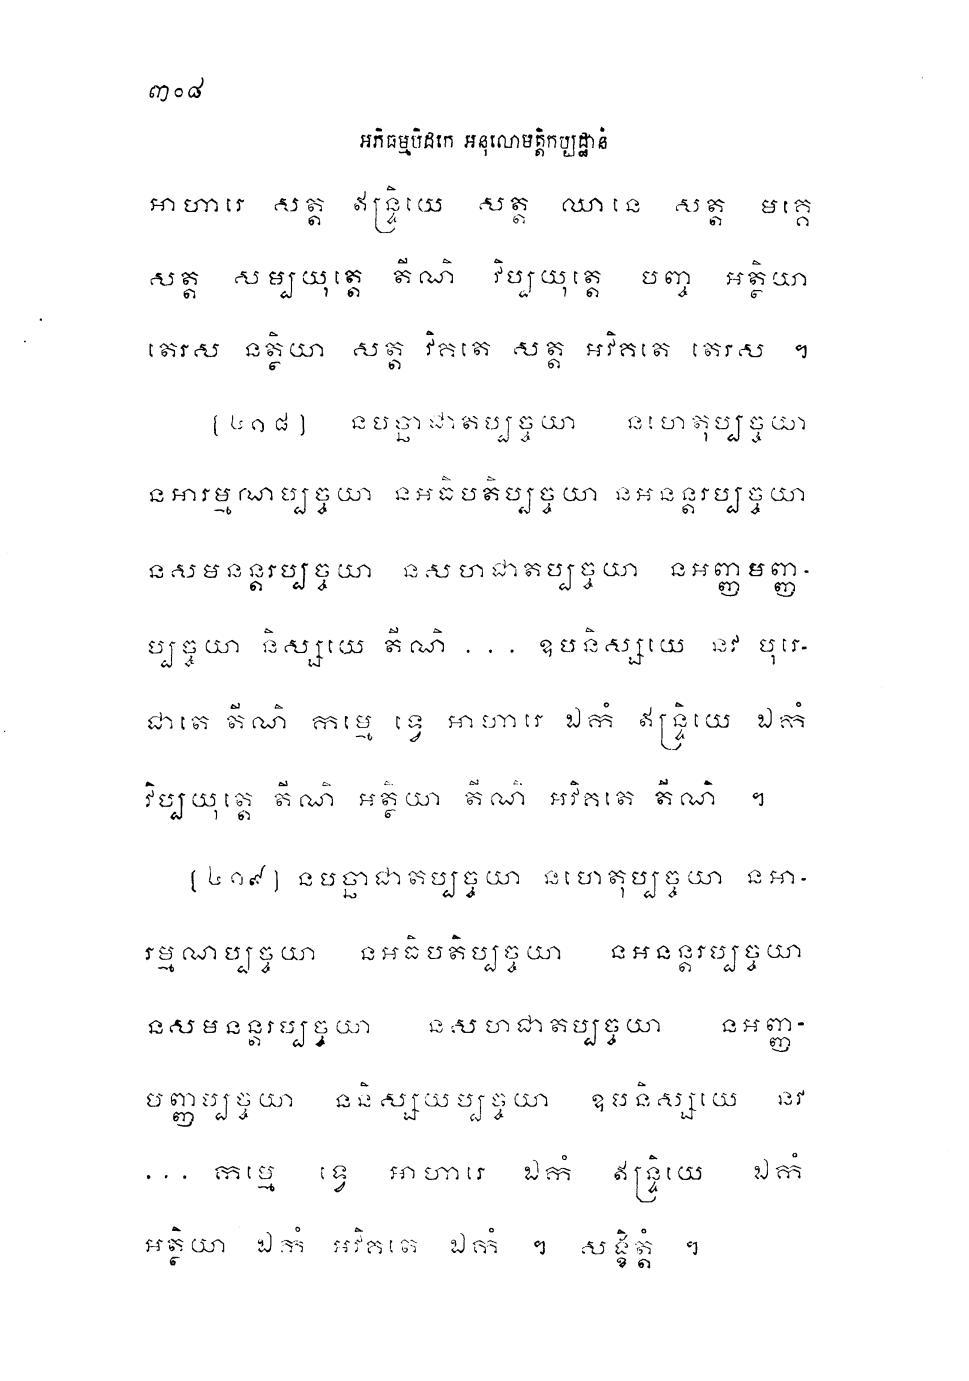 ៣០៨
អភិធម្មបិដកេ អនុលោមត្តិកប្បដ្ឋានំ
អាហារេ សត្ត ឥន្ទ្រិយេ សត្ត ឈានេ សត្ត មគ្គេ
សត្ត សម្បយុត្តេ តីណិ វិប្បយុត្តេ បញ្ច អត្ថិយា
តេរស នត្ថិយា សត្ត វិគតេ សត្ត អវិគតេ តេរស ។
[៤១៨] នបច្ឆាជាតប្បច្ចយា នហេតុប្បច្ចយា
នអារម្មណប្បច្ចយា នអធិបតិប្បច្ចយា នអនន្តរប្បច្ចយា
នសមនន្តរប្បច្ចយា នសហជាតប្បច្ចយា នអញ្ញមញ្ញ-
ប្បច្ចយា និស្សយេ តីណិ ... ឧបនិស្សយេ នវ បុរេ-
ជាតេ តីណិ កម្មេ ទ្វេ អាហារេ ឯកំ ឥន្ទ្រិយេ ឯកំ
វិប្បយុត្តេ តីណិ អត្ថិយា តីណិ អវិគតេ តីណិ ។
[៤១៩] នបច្ឆាជាតប្បច្ចយា នហេតុប្បច្ចយា នអា-
រម្មណប្បច្ចយា នអធិបតិប្បច្ចយា នអនន្តរប្បច្ចយា
នសមនន្តរប្បច្ចយា នសហជាតប្បច្ចយា នអញ្ញ-
បញ្ញប្បច្ចយា ននិស្សយប្បច្ចយា ឧបនិស្សយេ នវ
... កម្មេ ទ្វេ អាហារេ ឯកំ ឥន្ទ្រិយេ ឯកំ
អត្ថិយា ឯកំ អវិគតេ ឯកំ ។ សង្ខិត្តំ ។